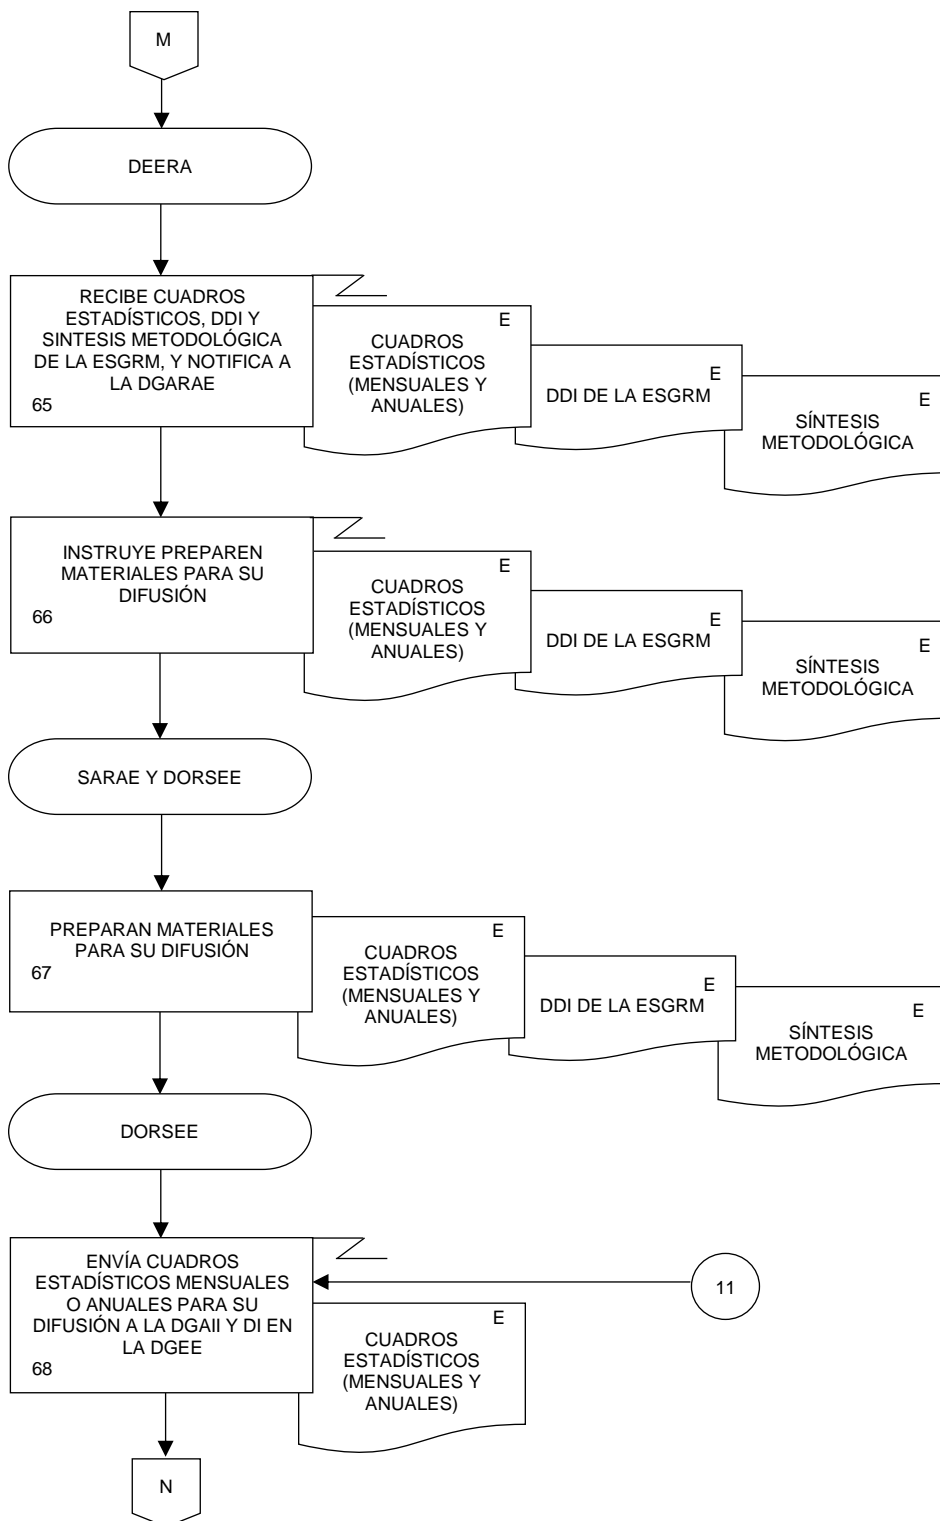 M
DEERA
RECIBE CUADROS
ESTADÍSTICOS, DDI Y
SINTESIS METODOLÓGICA
DE LA ESGRM, Y NOTIFICA A
LA DGARAE
65
E
CUADROS
ESTADÍSTICOS
(MENSUALES Y
ANUALES)
E
DDI DE LA ESGRM
E
SÍNTESIS
METODOLÓGICA
INSTRUYE PREPAREN
MATERIALES PARA SU
DIFUSIÓN
66
E
CUADROS
ESTADÍSTICOS
(MENSUALES Y
ANUALES)
E
DDI DE LA ESGRM
E
SÍNTESIS
METODOLÓGICA
SARAE Y DORSEE
PREPARAN MATERIALES
PARA SU DIFUSIÓN
67
E
CUADROS
ESTADÍSTICOS
(MENSUALES Y
ANUALES)
E
DDI DE LA ESGRM
E
SÍNTESIS
METODOLÓGICA
DORSEE
ENVÍA CUADROS
ESTADÍSTICOS MENSUALES
O ANUALES PARA SU
DIFUSIÓN A LA DGAII Y DI EN
LA DGEE
68
11
E
CUADROS
ESTADÍSTICOS
(MENSUALES Y
ANUALES)
N